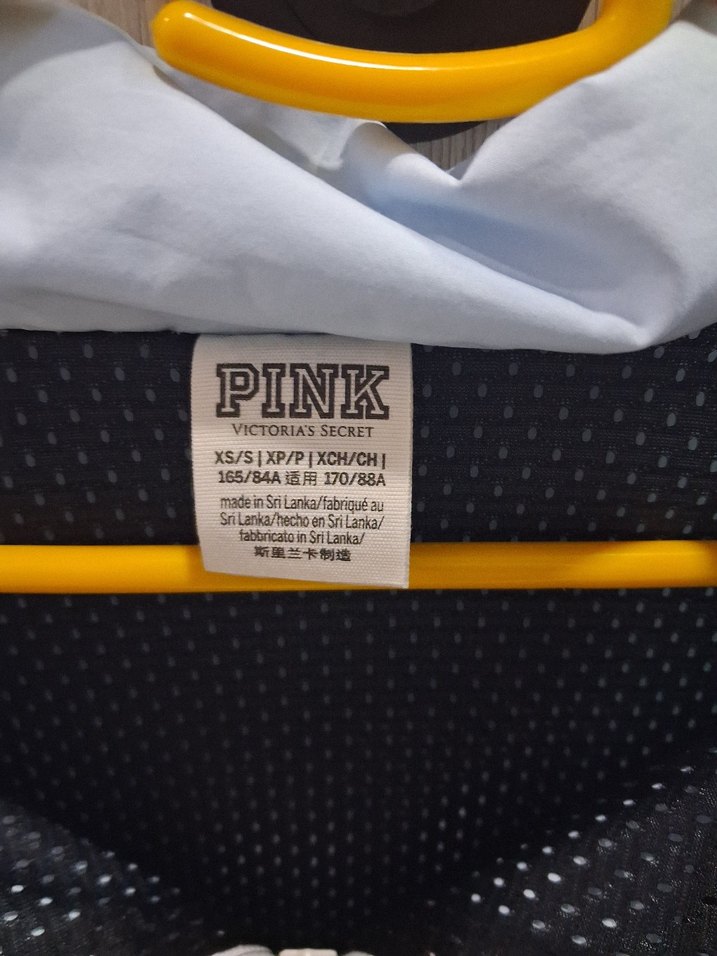 PINK
VICTORIA'S SECRET
XS/S | XP/P | XCH/CH |
165/84A 适用 170/88A
made in Sri Lanka/fabriqué au
Sri Lanka/hecho en Sri Lanka/
fabbricato in Sri Lanka/
斯里兰卡制造